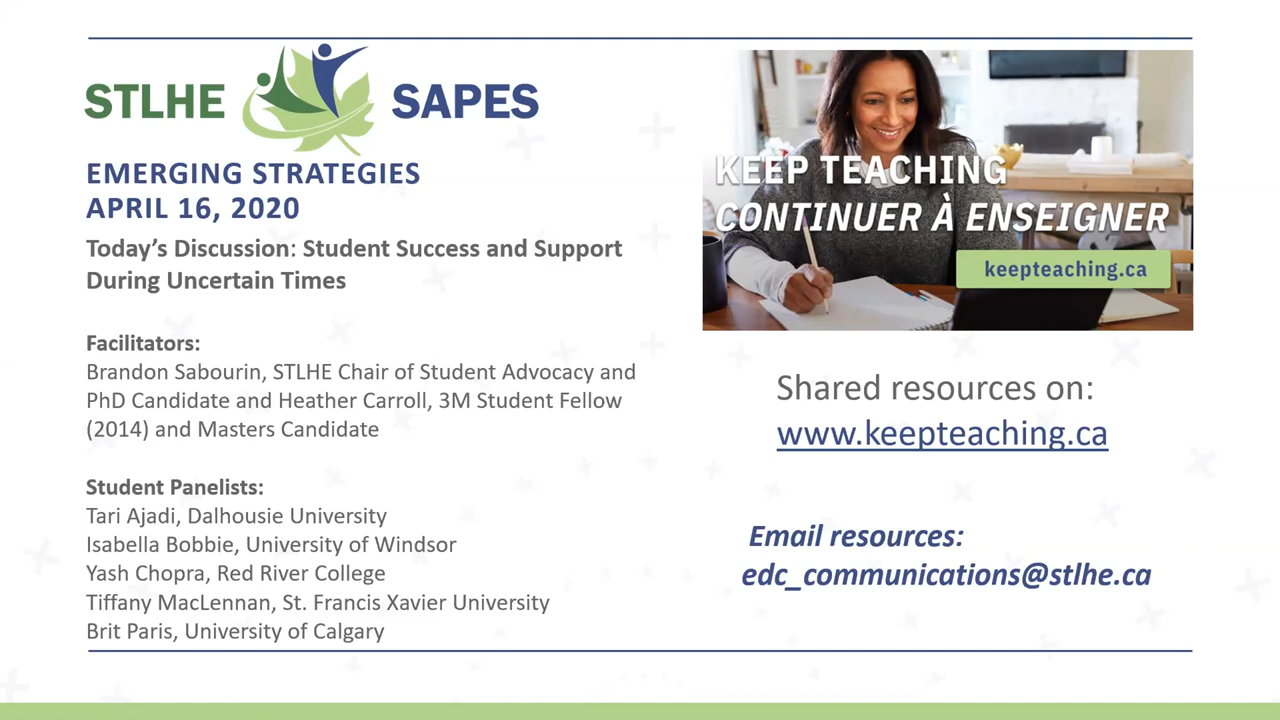 STLHE SAPES
EMERGING STRATEGIES
APRIL 16, 2020
Today’s Discussion: Student Success and Support
During Uncertain Times
Facilitators:
Brandon Sabourin, STLHE Chair of Student Advocacy and
PhD Candidate and Heather Carroll, 3M Student Fellow
(2014) and Masters Candidate
Student Panelists:
Tari Ajadi, Dalhousie University
Isabella Bobbie, University of Windsor
Yash Chopra, Red River College
Tiffany MacLennan, St. Francis Xavier University
Brit Paris, University of Calgary
KEEP TEACHING
CONTINUER À ENSEIGNER
keepteaching.ca
Shared resources on:
www.keepteaching.ca
Email resources:
edc_communications@stlhe.ca